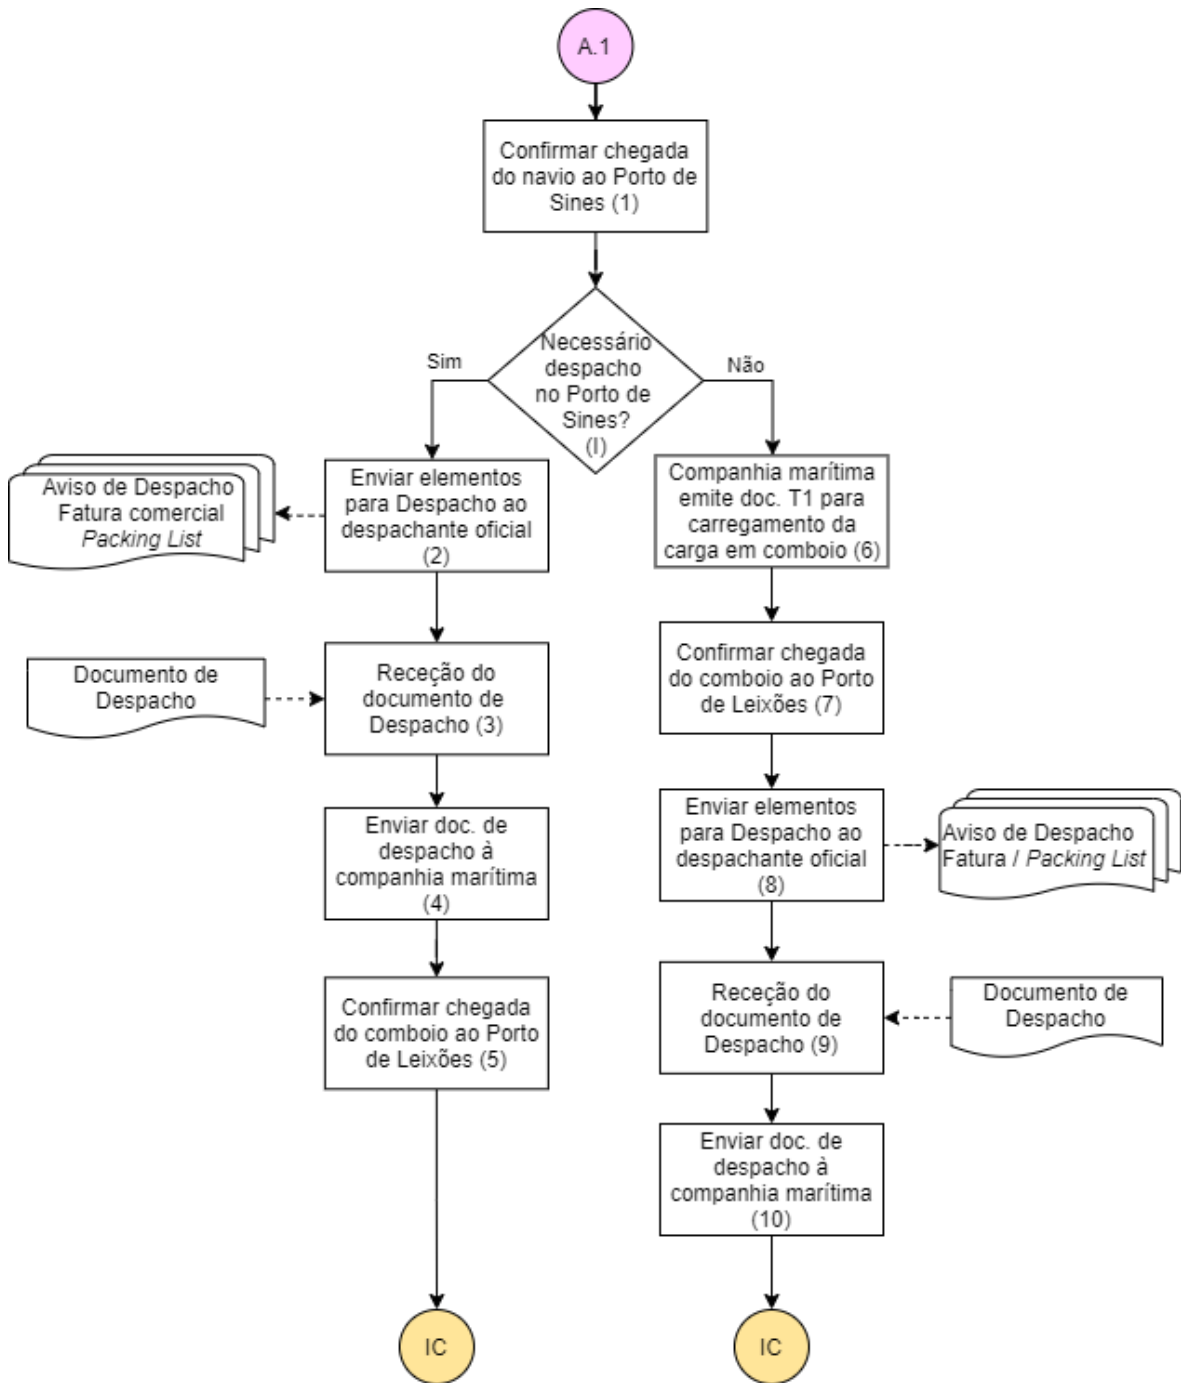 A.1
Confirmar chegada
do navio ao Porto de
Sines (1)
Necessário
despacho
no Porto de
Sines?
(I)
Sim
Não
Aviso de Despacho
Fatura comercial
Packing List
Enviar elementos
para Despacho ao
despachante oficial
(2)
Documento de
Despacho
Receção do
documento de
Despacho (3)
Enviar doc. de
despacho à
companhia marítima
(4)
Confirmar chegada
do comboio ao Porto
de Leixões (5)
IC
Companhia marítima
emite doc. T1 para
carregamento da
carga em comboio (6)
Confirmar chegada
do comboio ao Porto
de Leixões (7)
Enviar elementos
para Despacho ao
despachante oficial
(8)
Aviso de Despacho
Fatura / Packing List
Receção do
documento de
Despacho (9)
Documento de
Despacho
Enviar doc. de
despacho à
companhia marítima
(10)
IC